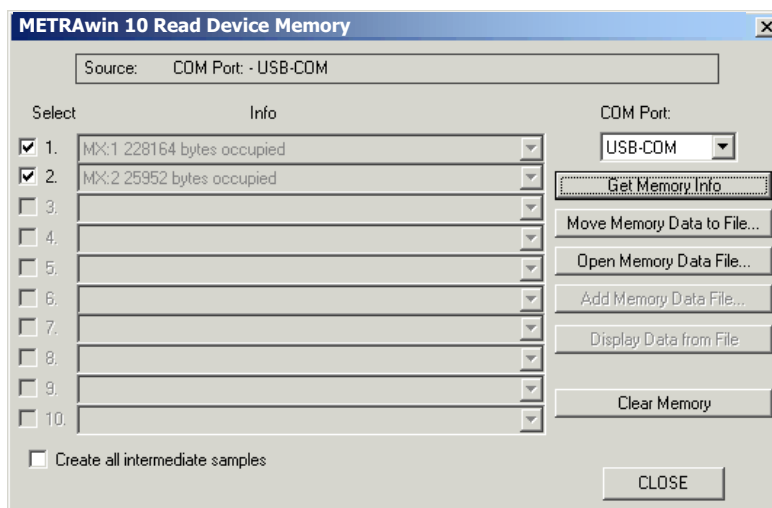 METRAwin 10 Read Device Memory
Source: COM Port: - USB-COM
Select Info COM Port:
1. MX:1 228164 bytes occupied USB-COM
2. MX:2 25952 bytes occupied Get Memory Info
3.
Move Memory Data to File...
4.
5. Open Memory Data File...
6. Add Memory Data File...
7.
Display Data from File
8.
9.
Clear Memory
10.
Create all intermediate samples
CLOSE